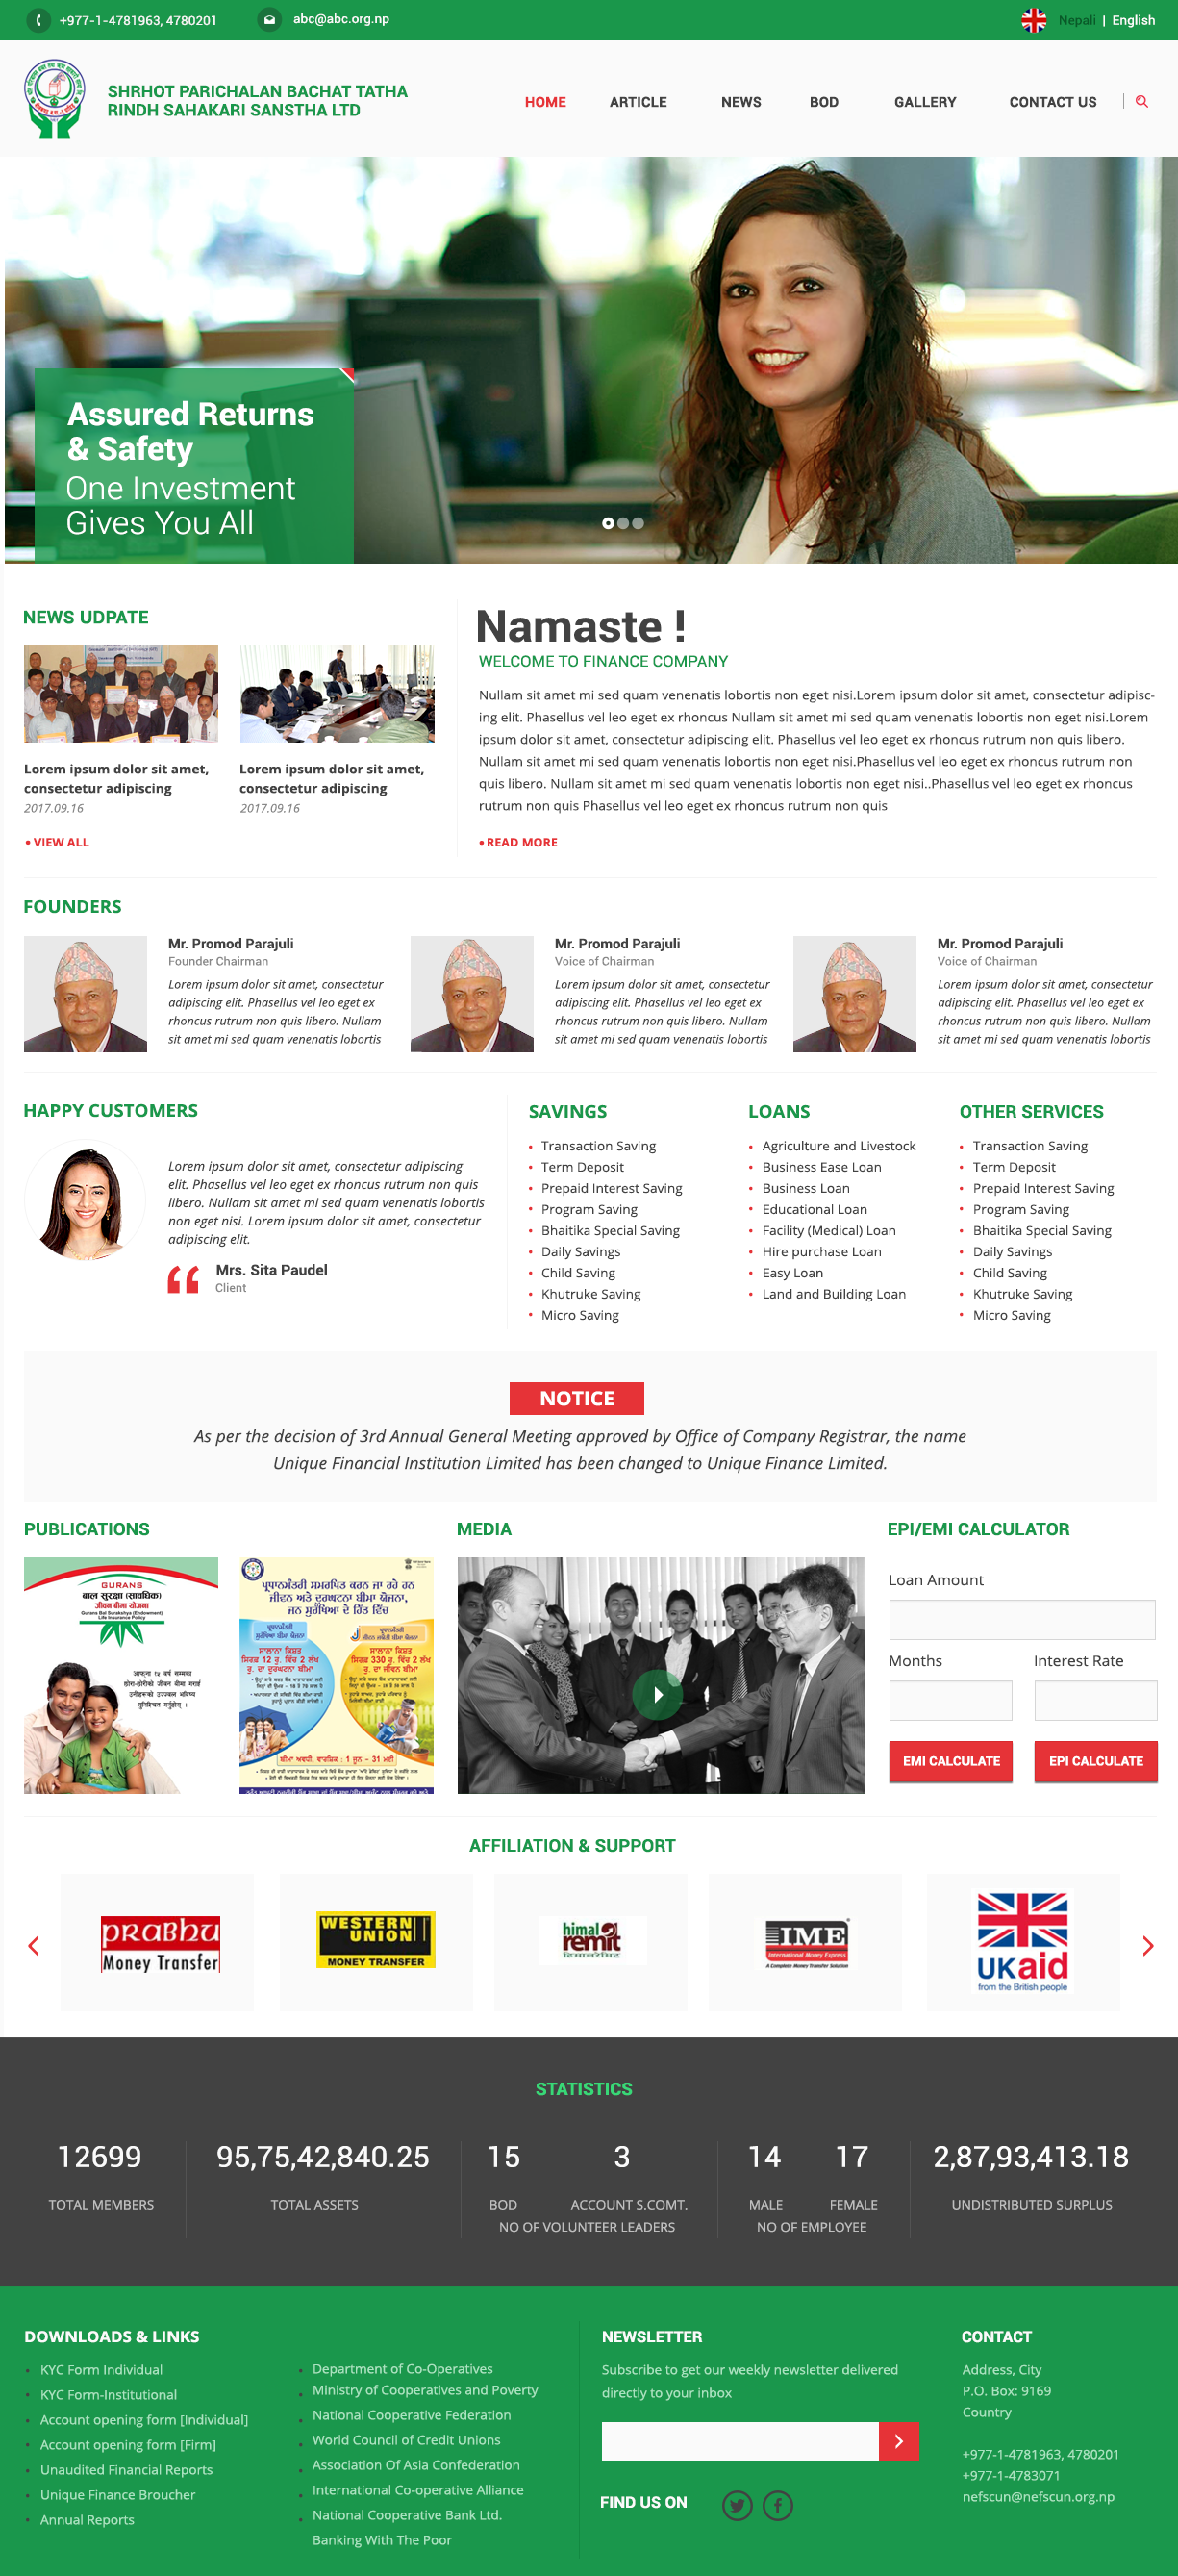 +977-1-4781963, 4780201
abc@abc.org.np
Nepali | English
SHRHOT PARICHALAN BACHAT TATHA
RINDH SAHAKARI SANSTHA LTD
HOME
ARTICLE
NEWS
BOD
GALLERY
CONTACT US
Assured Returns
& Safety
One Investment
Gives You All
NEWS UDPATE
Lorem ipsum dolor sit amet,
consectetur adipiscing
2017.09.16
Lorem ipsum dolor sit amet,
consectetur adipiscing
2017.09.16
• VIEW ALL
Namaste !
WELCOME TO FINANCE COMPANY
Nullam sit amet mi sed quam venenatis lobortis non eget nisi.Lorem ipsum dolor sit amet, consectetur adipisc-
ing elit. Phasellus vel leo eget ex rhoncus Nullam sit amet mi sed quam venenatis lobortis non eget nisi.Lorem
ipsum dolor sit amet, consectetur adipiscing elit. Phasellus vel leo eget ex rhoncus rutrum non quis libero.
Nullam sit amet mi sed quam venenatis lobortis non eget nisi.Phasellus vel leo eget ex rhoncus rutrum non
quis libero. Nullam sit amet mi sed quam venenatis lobortis non eget nisi..Phasellus vel leo eget ex rhoncus
rutrum non quis Phasellus vel leo eget ex rhoncus rutrum non quis
• READ MORE
FOUNDERS
Mr. Promod Parajuli
Founder Chairman
Lorem ipsum dolor sit amet, consectetur
adipiscing elit. Phasellus vel leo eget ex
rhoncus rutrum non quis libero. Nullam
sit amet mi sed quam venenatis lobortis
Mr. Promod Parajuli
Voice of Chairman
Lorem ipsum dolor sit amet, consectetur
adipiscing elit. Phasellus vel leo eget ex
rhoncus rutrum non quis libero. Nullam
sit amet mi sed quam venenatis lobortis
Mr. Promod Parajuli
Voice of Chairman
Lorem ipsum dolor sit amet, consectetur
adipiscing elit. Phasellus vel leo eget ex
rhoncus rutrum non quis libero. Nullam
sit amet mi sed quam venenatis lobortis
HAPPY CUSTOMERS
Lorem ipsum dolor sit amet, consectetur adipiscing
elit. Phasellus vel leo eget ex rhoncus rutrum non quis
libero. Nullam sit amet mi sed quam venenatis lobortis
non eget nisi. Lorem ipsum dolor sit amet, consectetur
adipiscing elit.
Mrs. Sita Paudel
Client
SAVINGS
• Transaction Saving
• Term Deposit
• Prepaid Interest Saving
• Program Saving
• Bhaitika Special Saving
• Daily Savings
• Child Saving
• Khutruke Saving
• Micro Saving
LOANS
• Agriculture and Livestock
• Business Ease Loan
• Business Loan
• Educational Loan
• Facility (Medical) Loan
• Hire purchase Loan
• Easy Loan
• Land and Building Loan
OTHER SERVICES
• Transaction Saving
• Term Deposit
• Prepaid Interest Saving
• Program Saving
• Bhaitika Special Saving
• Daily Savings
• Child Saving
• Khutruke Saving
• Micro Saving
NOTICE
As per the decision of 3rd Annual General Meeting approved by Office of Company Registrar, the name
Unique Financial Institution Limited has been changed to Unique Finance Limited.
PUBLICATIONS
GURANS
बाल सुरक्षा (सावधिक)
जीवन बीमा योजना
Gurans Bal Surakshya (Endowment)
Life Insurance Policy
MEDIA
EPI/EMI CALCULATOR
Loan Amount
Months
Interest Rate
EMI CALCULATE
EPI CALCULATE
AFFILIATION & SUPPORT
prabhu
Money Transfer
WESTERN
UNION
MONEY TRANSFER
himal
remit
हिमालरेमिट
IME
International Money Express
A Complete Money Transfer Solution
UKaid
from the British people
STATISTICS
12699
TOTAL MEMBERS
95,75,42,840.25
TOTAL ASSETS
15
BOD
3
ACCOUNT S.COMT.
NO OF VOLUNTEER LEADERS
14
MALE
17
FEMALE
NO OF EMPLOYEE
2,87,93,413.18
UNDISTRIBUTED SURPLUS
DOWNLOADS & LINKS
• KYC Form Individual
• KYC Form-Institutional
• Account opening form [Individual]
• Account opening form [Firm]
• Unaudited Financial Reports
• Unique Finance Broucher
• Annual Reports
• Department of Co-Operatives
• Ministry of Cooperatives and Poverty
• National Cooperative Federation
• World Council of Credit Unions
• Association Of Asia Confederation
• International Co-operative Alliance
• National Cooperative Bank Ltd.
Banking With The Poor
NEWSLETTER
Subscribe to get our weekly newsletter delivered
directly to your inbox
FIND US ON
CONTACT
Address, City
P.O. Box: 9169
Country
+977-1-4781963, 4780201
+977-1-4783071
nefscun@nefscun.org.np